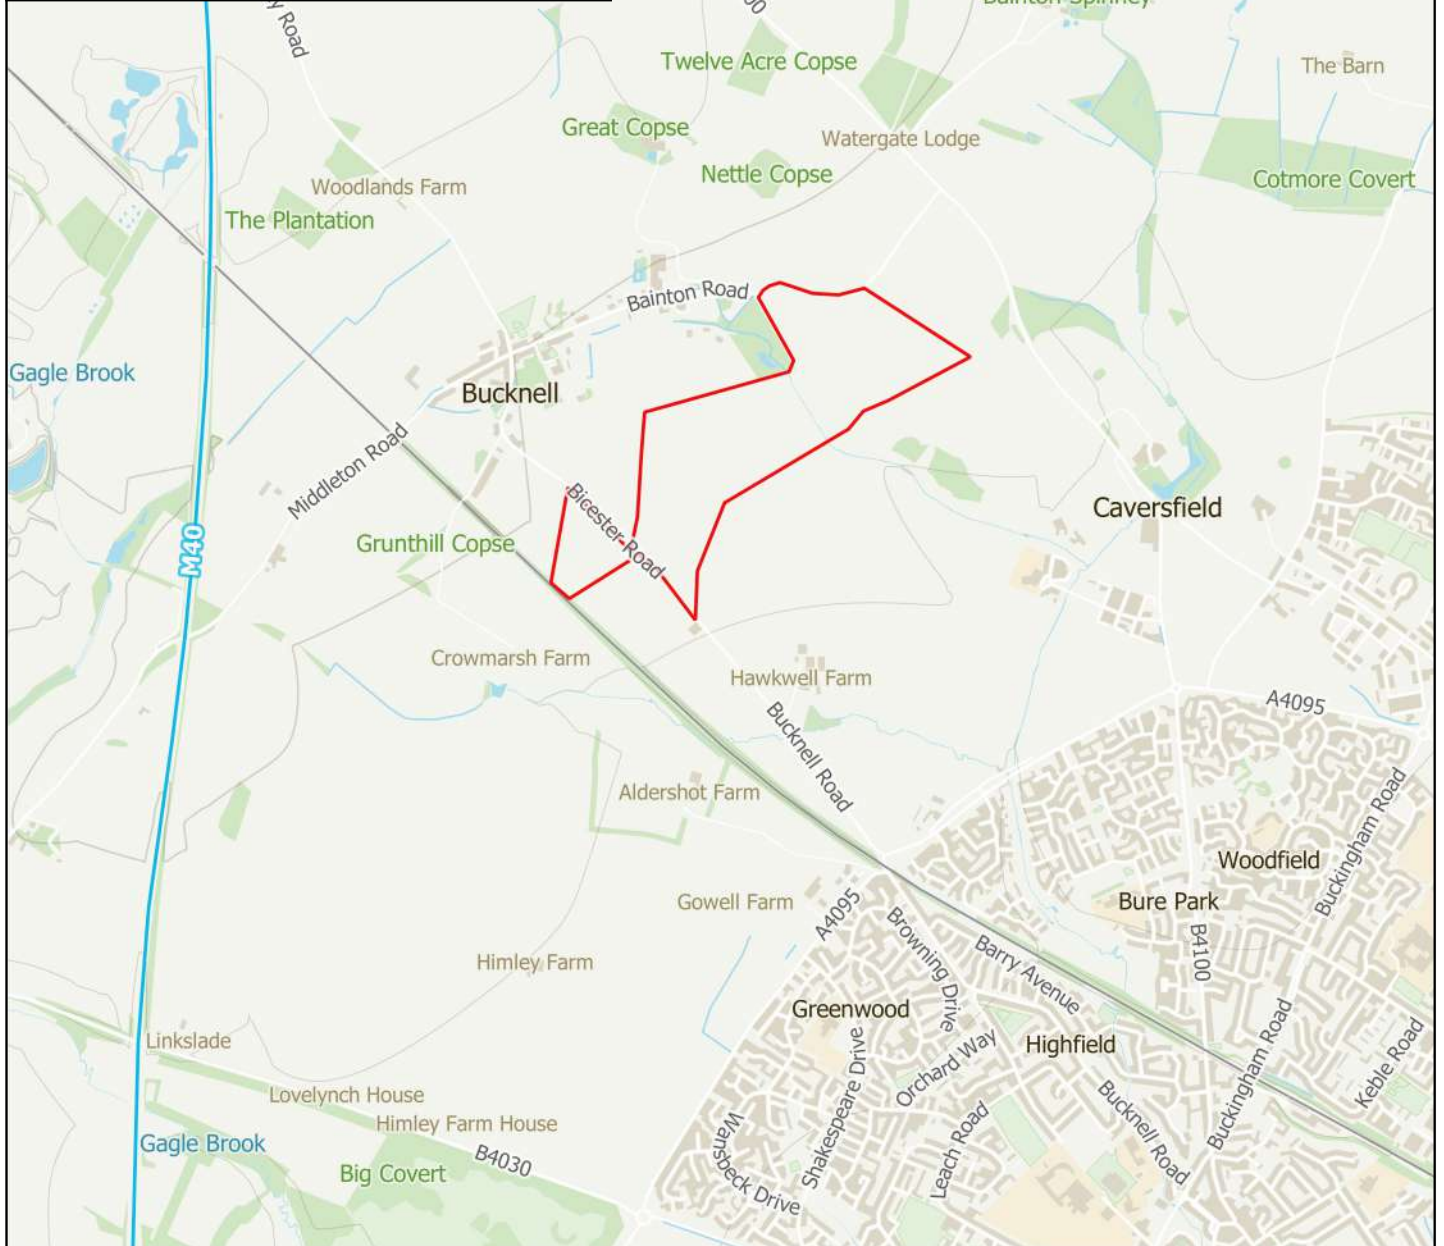 y Road
00
Bainton Spinney
Twelve Acre Copse
The Barn
Great Copse
Watergate Lodge
Nettle Copse
Cotmore Covert
Woodlands Farm
The Plantation
Bainton Road
Gagle Brook
Bucknell
Middleton Road
Bicester Road
Caversfield
M40
Grunthill Copse
Crowmarsh Farm
Hawkwell Farm
A4095
Bucknell Road
Aldershot Farm
Buckingham Road
Woodfield
Gowell Farm
A4095
Bure Park
Browning Drive
Barry Avenue
B4100
Himley Farm
Greenwood
Highfield
Linkslade
Shakespeare Drive
Orchard Way
Buckingham Road
Keble Road
Lovelynch House
Himley Farm House
Gagle Brook
B4030
Big Covert
Wansbeck Drive
Leach Road
Bucknell Road